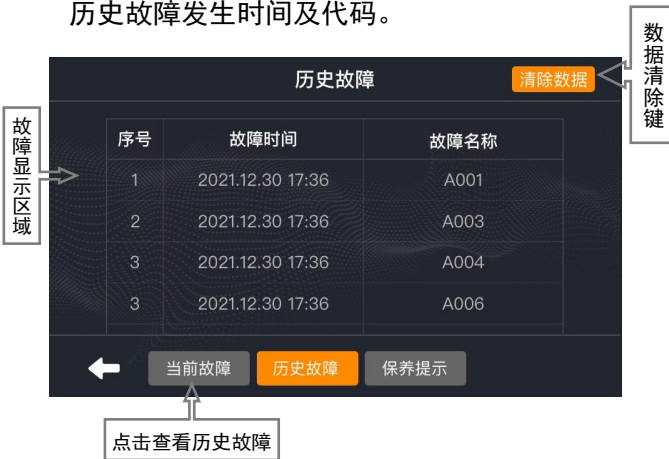 历史故障发生时间及代码。
数据清除键
历史故障
清除数据
故障显示区域
序号 故障时间 故障名称
1 2021.12.30 17:36 A001
2 2021.12.30 17:36 A003
3 2021.12.30 17:36 A004
3 2021.12.30 17:36 A006
当前故障 历史故障 保养提示
点击查看历史故障